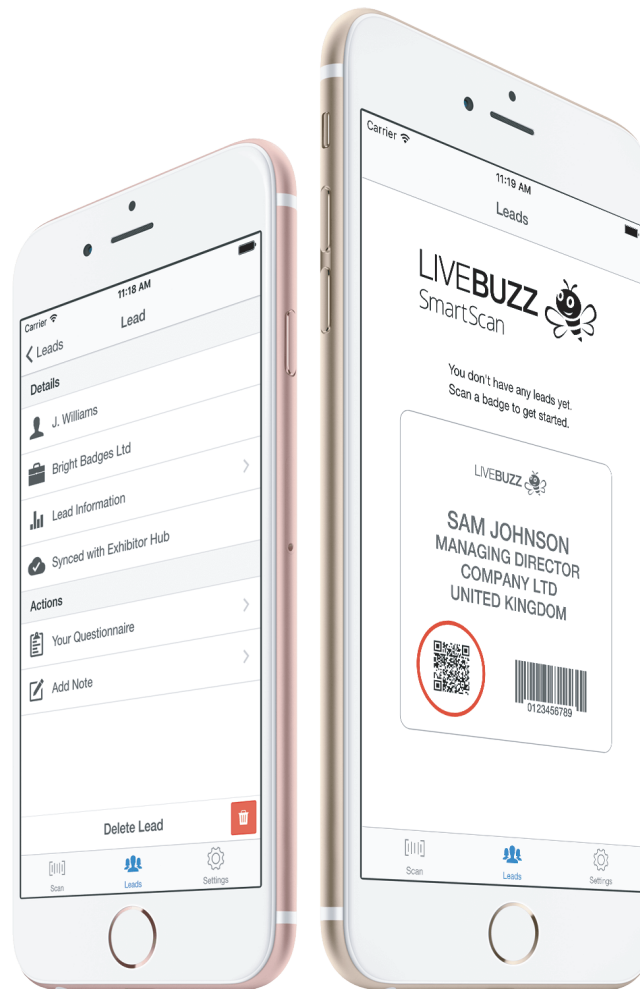 Carrier
11:18 AM
Leads
Lead
Details
J. Williams
Bright Badges Ltd
Lead Information
Synced with Exhibitor Hub
Actions
Your Questionnaire
Add Note
Delete Lead
Scan
Leads
Settings
Carrier
11:19 AM
Leads
LIVEBUZZ
SmartScan
You don't have any leads yet.
Scan a badge to get started.
LIVEBUZZ
SAM JOHNSON
MANAGING DIRECTOR
COMPANY LTD
UNITED KINGDOM
0123456789
Scan
Leads
Settings